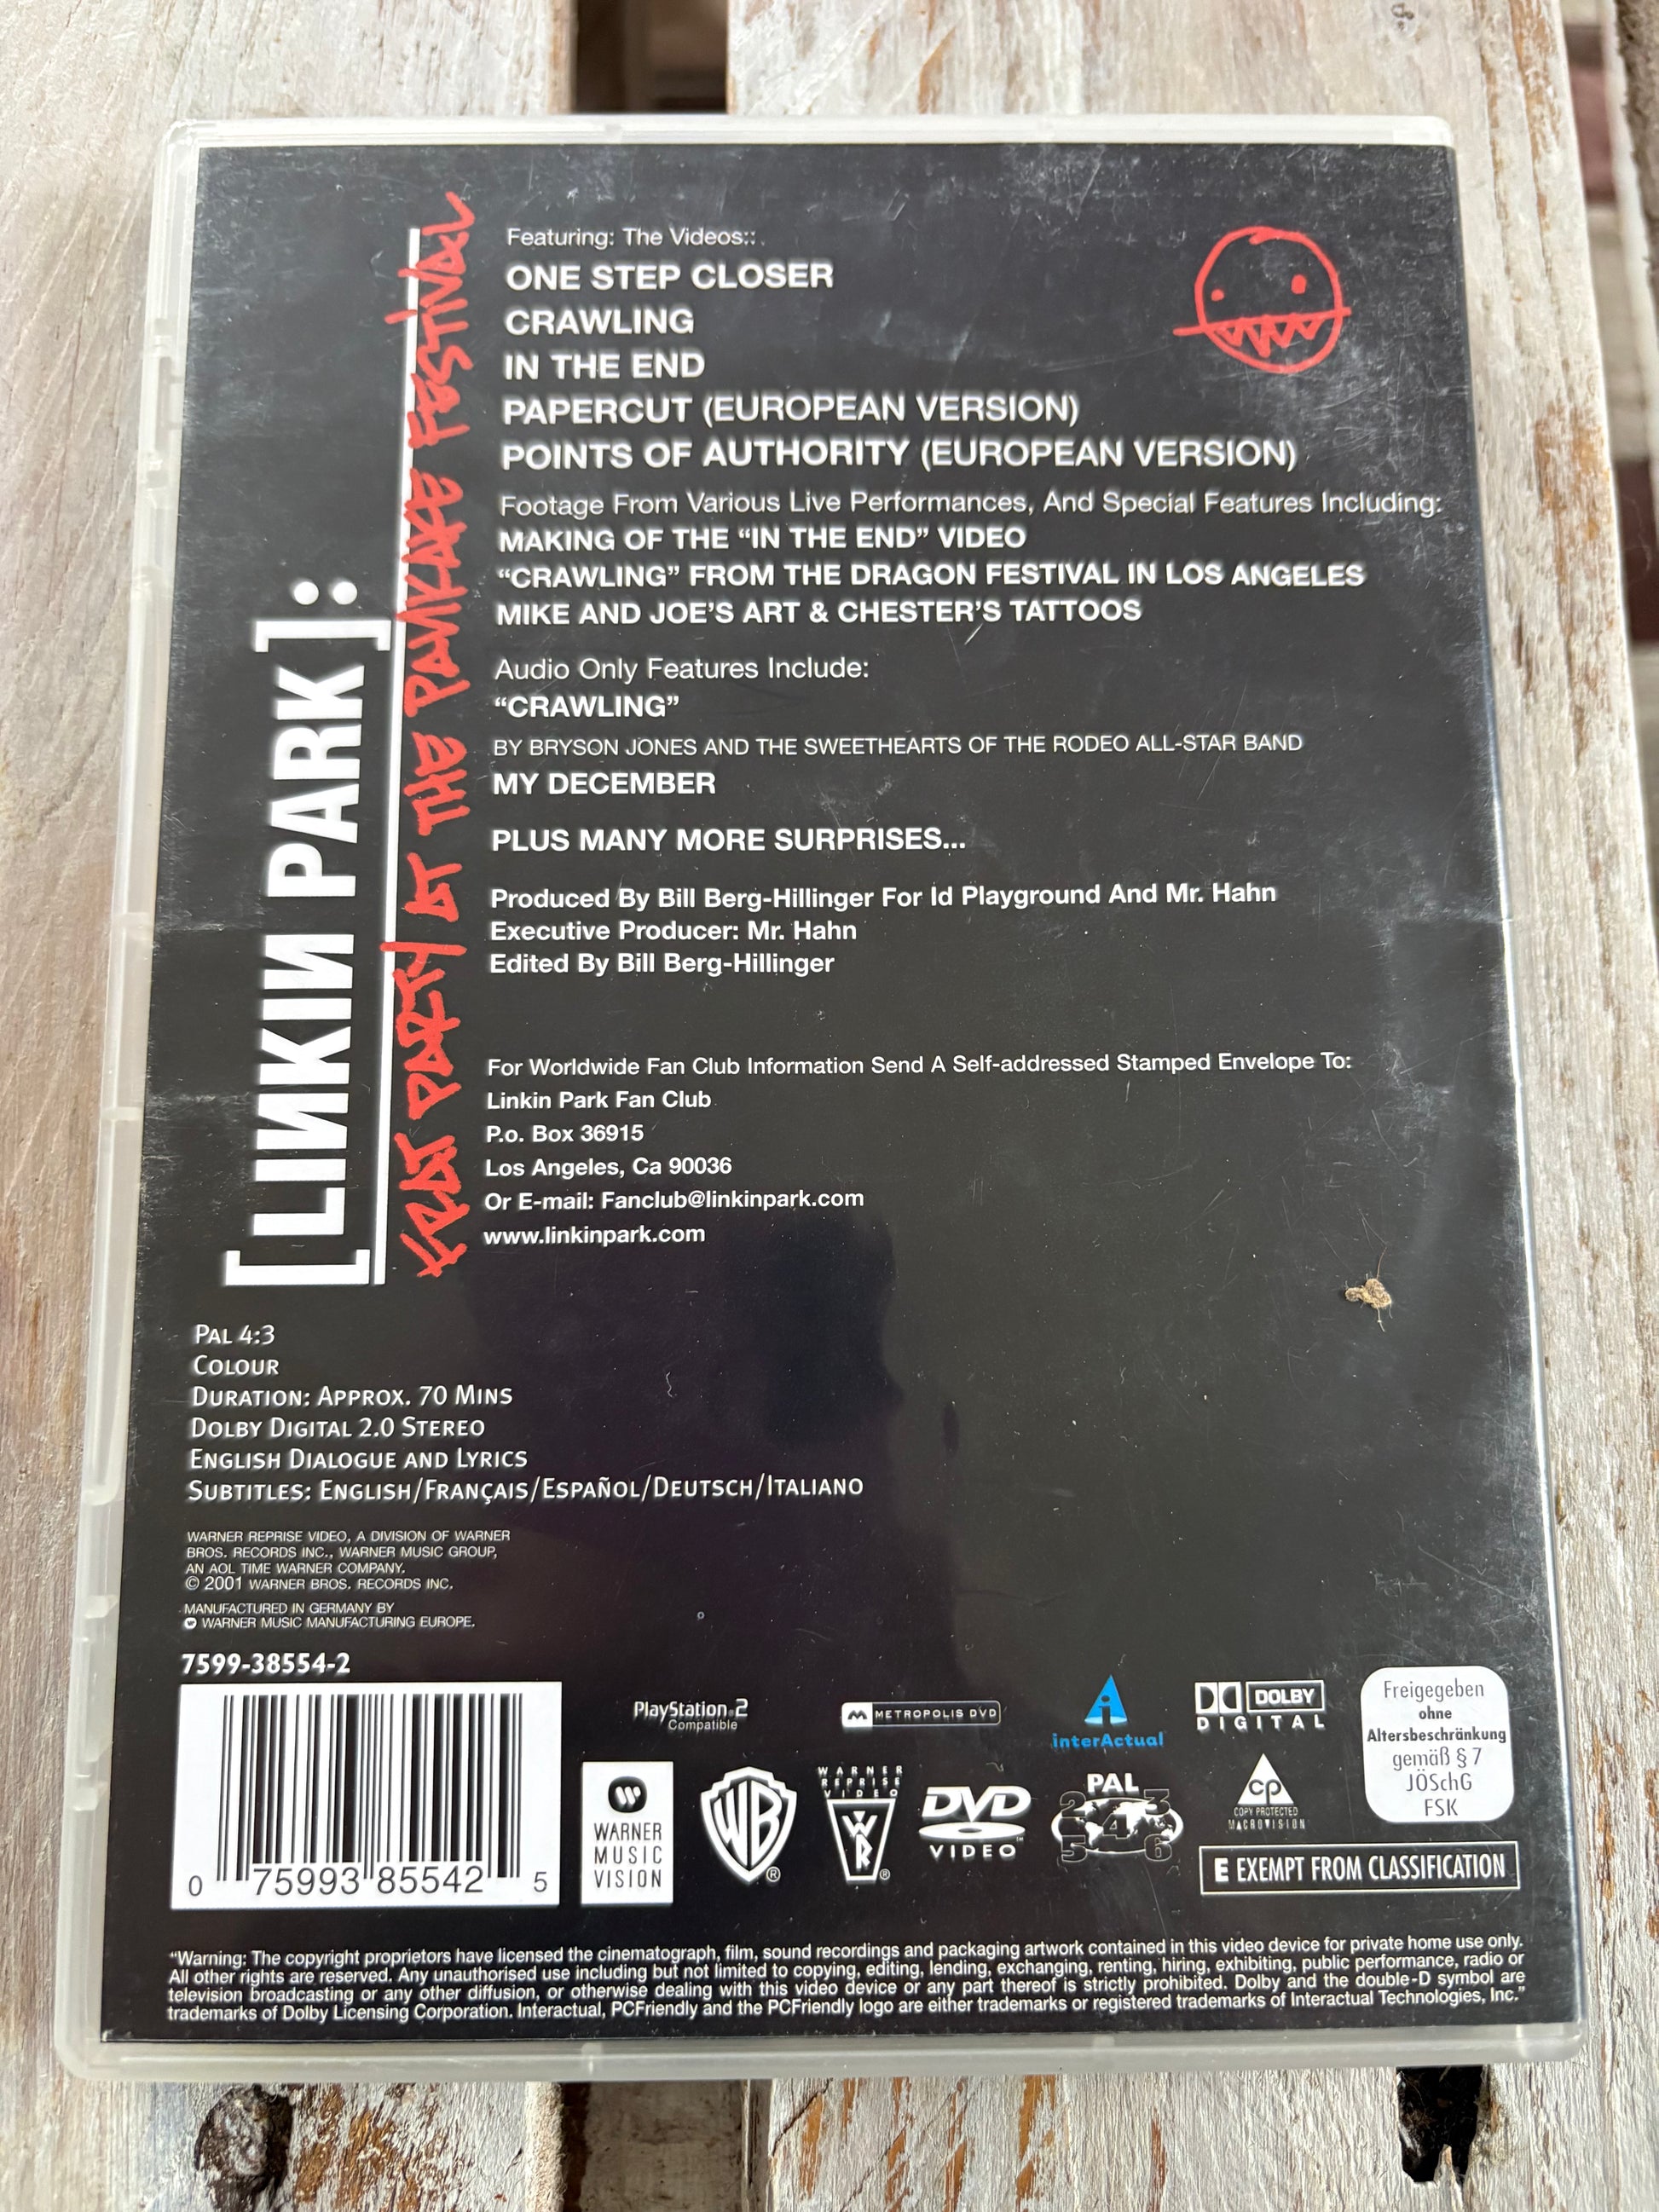 [LINKIN PARK]:
FRAT PARTY AT THE PANKAKE FESTIVAL
Featuring: The Videos::
ONE STEP CLOSER
CRAWLING
IN THE END
PAPERCUT (EUROPEAN VERSION)
POINTS OF AUTHORITY (EUROPEAN VERSION)
Footage From Various Live Performances, And Special Features Including:
MAKING OF THE “IN THE END” VIDEO
“CRAWLING” FROM THE DRAGON FESTIVAL IN LOS ANGELES
MIKE AND JOE’S ART & CHESTER’S TATTOOS
Audio Only Features Include:
“CRAWLING”
BY BRYSON JONES AND THE SWEETHEARTS OF THE RODEO ALL-STAR BAND
MY DECEMBER
PLUS MANY MORE SURPRISES...
Produced By Bill Berg-Hillinger For Id Playground And Mr. Hahn
Executive Producer: Mr. Hahn
Edited By Bill Berg-Hillinger
For Worldwide Fan Club Information Send A Self-addressed Stamped Envelope To:
Linkin Park Fan Club
P.o. Box 36915
Los Angeles, Ca 90036
Or E-mail: Fanclub@linkinpark.com
www.linkinpark.com
PAL 4:3
COLOUR
DURATION: APPROX. 70 MINS
DOLBY DIGITAL 2.0 STEREO
ENGLISH DIALOGUE AND LYRICS
SUBTITLES: ENGLISH/FRANÇAIS/ESPAÑOL/DEUTSCH/ITALIANO
WARNER REPRISE VIDEO, A DIVISION OF WARNER
BROS. RECORDS INC., WARNER MUSIC GROUP,
AN AOL TIME WARNER COMPANY.
© 2001 WARNER BROS. RECORDS INC.
MANUFACTURED IN GERMANY BY
WARNER MUSIC MANUFACTURING EUROPE.
7599-38554-2
0 75993 85542 5
PlayStation.2
Compatible
METROPOLIS DVD
interActual
DOLBY
DIGITAL
Freigegeben
ohne
Altersbeschränkung
gemäß § 7
JÖSchG
FSK
WARNER
MUSIC
VISION
WB ®
WARNER
REPRISE
VIDEO
WR ®
DVD
VIDEO™
PAL
2 3
4
5 6
CP
COPY PROTECTED
MACROVISION
E EXEMPT FROM CLASSIFICATION
“Warning: The copyright proprietors have licensed the cinematograph, film, sound recordings and packaging artwork contained in this video device for private home use only.
All other rights are reserved. Any unauthorised use including but not limited to copying, editing, lending, exchanging, renting, hiring, exhibiting, public performance, radio or
television broadcasting or any other diffusion, or otherwise dealing with this video device or any part thereof is strictly prohibited. Dolby and the double-D symbol are
trademarks of Dolby Licensing Corporation. Interactual, PCFriendly and the PCFriendly logo are either trademarks or registered trademarks of Interactual Technologies, Inc.”